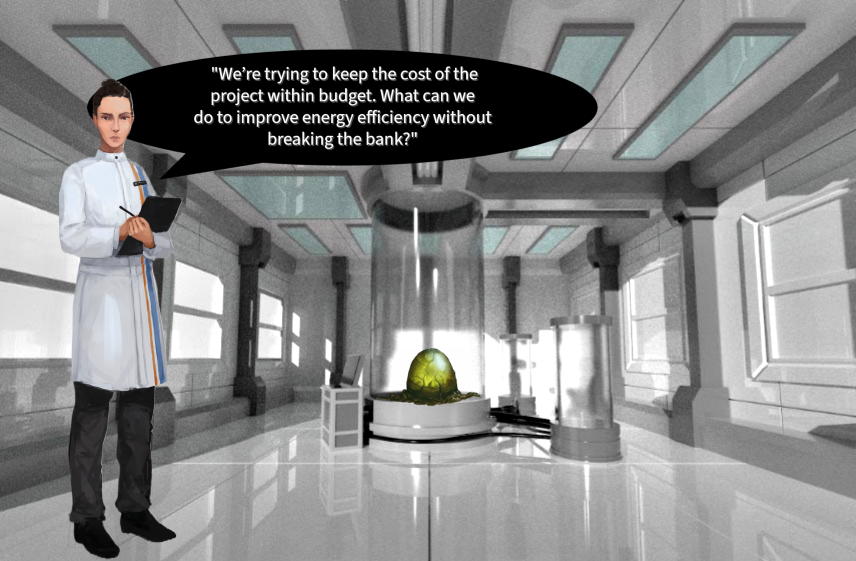 "We’re trying to keep the cost of the
project within budget. What can we
do to improve energy efficiency without
breaking the bank?"